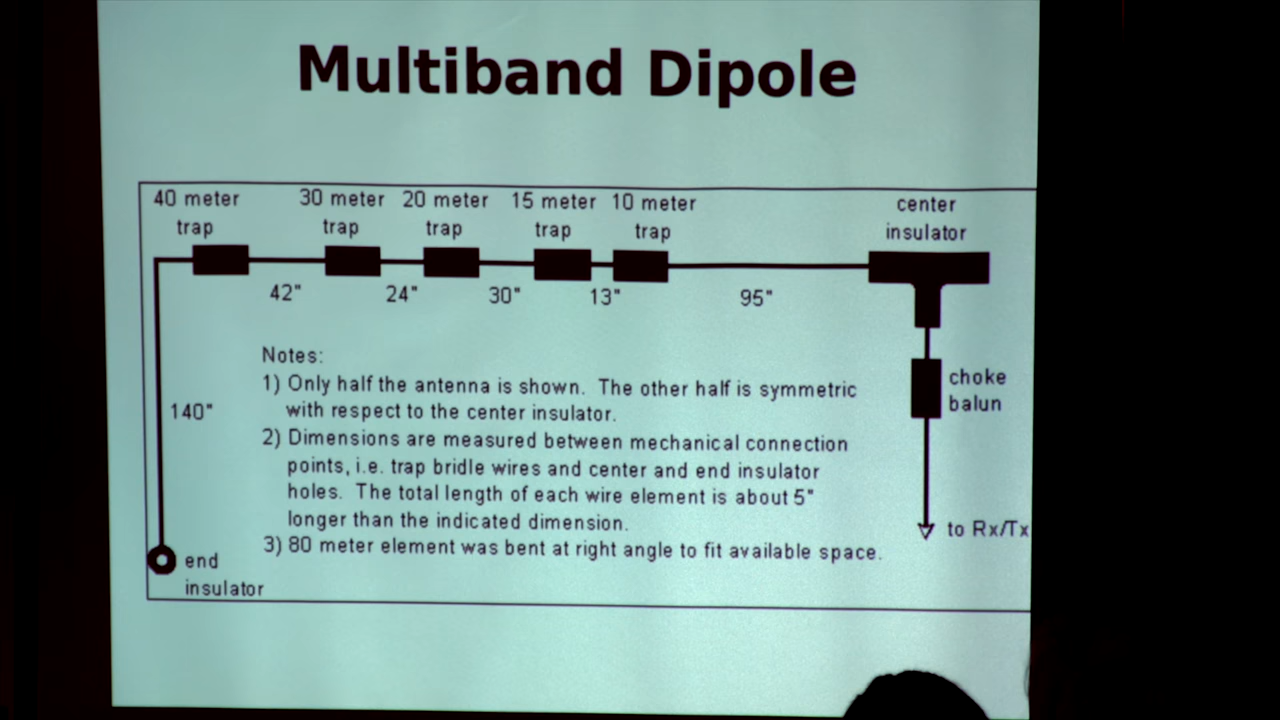 Multiband Dipole
40 meter
trap
30 meter
trap
20 meter
trap
15 meter
trap
10 meter
trap
center
insulator
42"
24"
30"
13"
95"
140"
Notes:
1) Only half the antenna is shown. The other half is symmetric
with respect to the center insulator.
2) Dimensions are measured between mechanical connection
points, i.e. trap bridle wires and center and end insulator
holes. The total length of each wire element is about 5"
longer than the indicated dimension.
3) 80 meter element was bent at right angle to fit available space.
choke
balun
to Rx/Tx
end
insulator